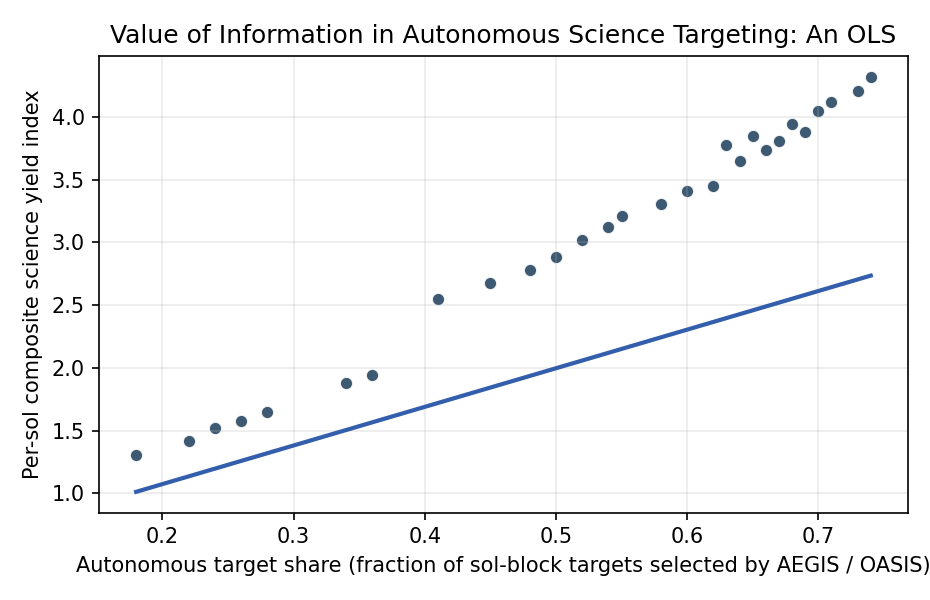 Value of Information in Autonomous Science Targeting: An OLS
Per-sol composite science yield index
4.0
3.5
3.0
2.5
2.0
1.5
1.0
0.2 0.3 0.4 0.5 0.6 0.7
Autonomous target share (fraction of sol-block targets selected by AEGIS / OASIS)